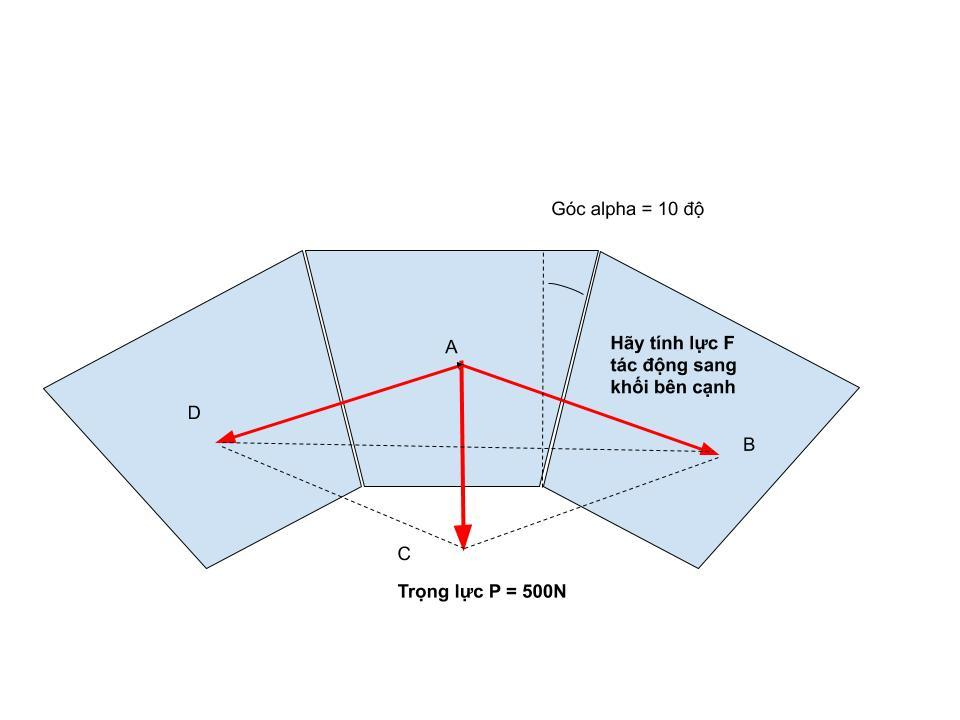 Góc alpha = 10 độ
A
Hãy tính lực F
tác động sang
khối bên cạnh
D
B
C
Trọng lực P = 500N